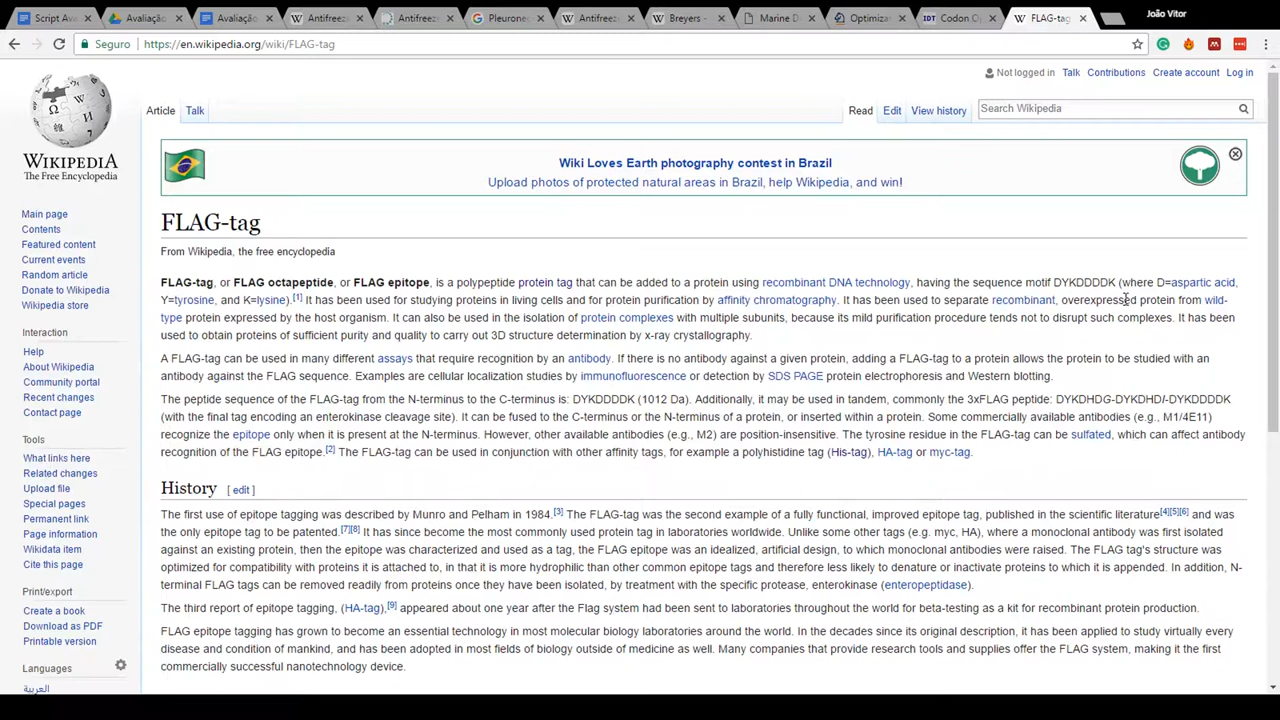 Script Ava
Avaliação
Avaliação
Antifreez
Antifreez
Pleurone
Antifreez
Breyers -
Marine D
Optimiza
IDT Codon O
FLAG-tag
João Vitor
Seguro https://en.wikipedia.org/wiki/FLAG-tag
Not logged in Talk Contributions Create account Log in
Article Talk Read Edit View history Search Wikipedia
WIKIPEDIA
The Free Encyclopedia
Wiki Loves Earth photography contest in Brazil
Upload photos of protected natural areas in Brazil, help Wikipedia, and win!
Main page
Contents
Featured content
Current events
Random article
Donate to Wikipedia
Wikipedia store
Interaction
Help
About Wikipedia
Community portal
Recent changes
Contact page
Tools
What links here
Related changes
Upload file
Special pages
Permanent link
Page information
Wikidata item
Cite this page
Print/export
Create a book
Download as PDF
Printable version
Languages
العربية
FLAG-tag
From Wikipedia, the free encyclopedia
FLAG-tag, or FLAG octapeptide, or FLAG epitope, is a polypeptide protein tag that can be added to a protein using recombinant DNA technology, having the sequence motif DYKDDDDK (where D=aspartic acid,
Y=tyrosine, and K=lysine).[1] It has been used for studying proteins in living cells and for protein purification by affinity chromatography. It has been used to separate recombinant, overexpressed protein from wild-
type protein expressed by the host organism. It can also be used in the isolation of protein complexes with multiple subunits, because its mild purification procedure tends not to disrupt such complexes. It has been
used to obtain proteins of sufficient purity and quality to carry out 3D structure determination by x-ray crystallography.
A FLAG-tag can be used in many different assays that require recognition by an antibody. If there is no antibody against a given protein, adding a FLAG-tag to a protein allows the protein to be studied with an
antibody against the FLAG sequence. Examples are cellular localization studies by immunofluorescence or detection by SDS PAGE protein electrophoresis and Western blotting.
The peptide sequence of the FLAG-tag from the N-terminus to the C-terminus is: DYKDDDDK (1012 Da). Additionally, it may be used in tandem, commonly the 3xFLAG peptide: DYKDHDG-DYKDHDI-DYKDDDDK
(with the final tag encoding an enterokinase cleavage site). It can be fused to the C-terminus or the N-terminus of a protein, or inserted within a protein. Some commercially available antibodies (e.g., M1/4E11)
recognize the epitope only when it is present at the N-terminus. However, other available antibodies (e.g., M2) are position-insensitive. The tyrosine residue in the FLAG-tag can be sulfated, which can affect antibody
recognition of the FLAG epitope.[2] The FLAG-tag can be used in conjunction with other affinity tags, for example a polyhistidine tag (His-tag), HA-tag or myc-tag.
History [ edit ]
The first use of epitope tagging was described by Munro and Pelham in 1984.[3] The FLAG-tag was the second example of a fully functional, improved epitope tag, published in the scientific literature[4][5][6] and was
the only epitope tag to be patented.[7][8] It has since become the most commonly used protein tag in laboratories worldwide. Unlike some other tags (e.g. myc, HA), where a monoclonal antibody was first isolated
against an existing protein, then the epitope was characterized and used as a tag, the FLAG epitope was an idealized, artificial design, to which monoclonal antibodies were raised. The FLAG tag's structure was
optimized for compatibility with proteins it is attached to, in that it is more hydrophilic than other common epitope tags and therefore less likely to denature or inactivate proteins to which it is appended. In addition, N-
terminal FLAG tags can be removed readily from proteins once they have been isolated, by treatment with the specific protease, enterokinase (enteropeptidase).
The third report of epitope tagging, (HA-tag),[9] appeared about one year after the Flag system had been sent to laboratories throughout the world for beta-testing as a kit for recombinant protein production.
FLAG epitope tagging has grown to become an essential technology in most molecular biology laboratories around the world. In the decades since its original description, it has been applied to study virtually every
disease and condition of mankind, and has been adopted in most fields of biology outside of medicine as well. Many companies that provide research tools and supplies offer the FLAG system, making it the first
commercially successful nanotechnology device.